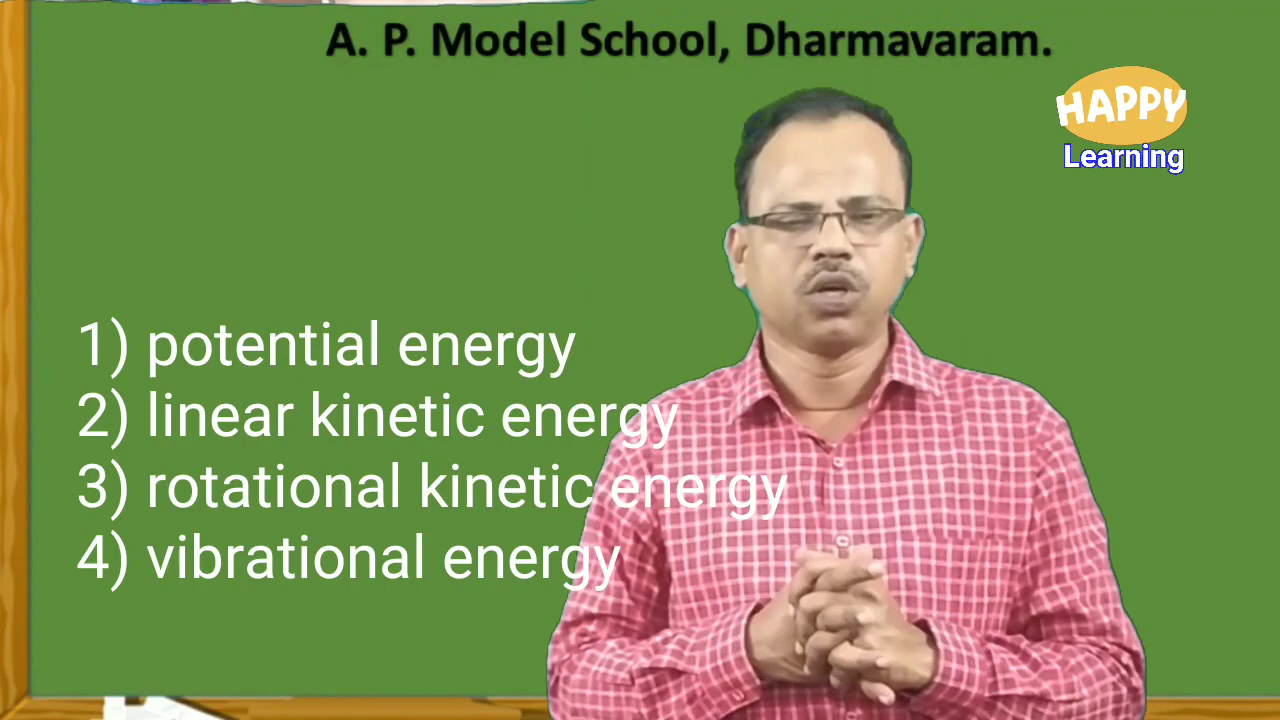 A. P. Model School, Dharmavaram.
HAPPY
Learning
1) potential energy
2) linear kinetic energy
3) rotational kinetic energy
4) vibrational energy